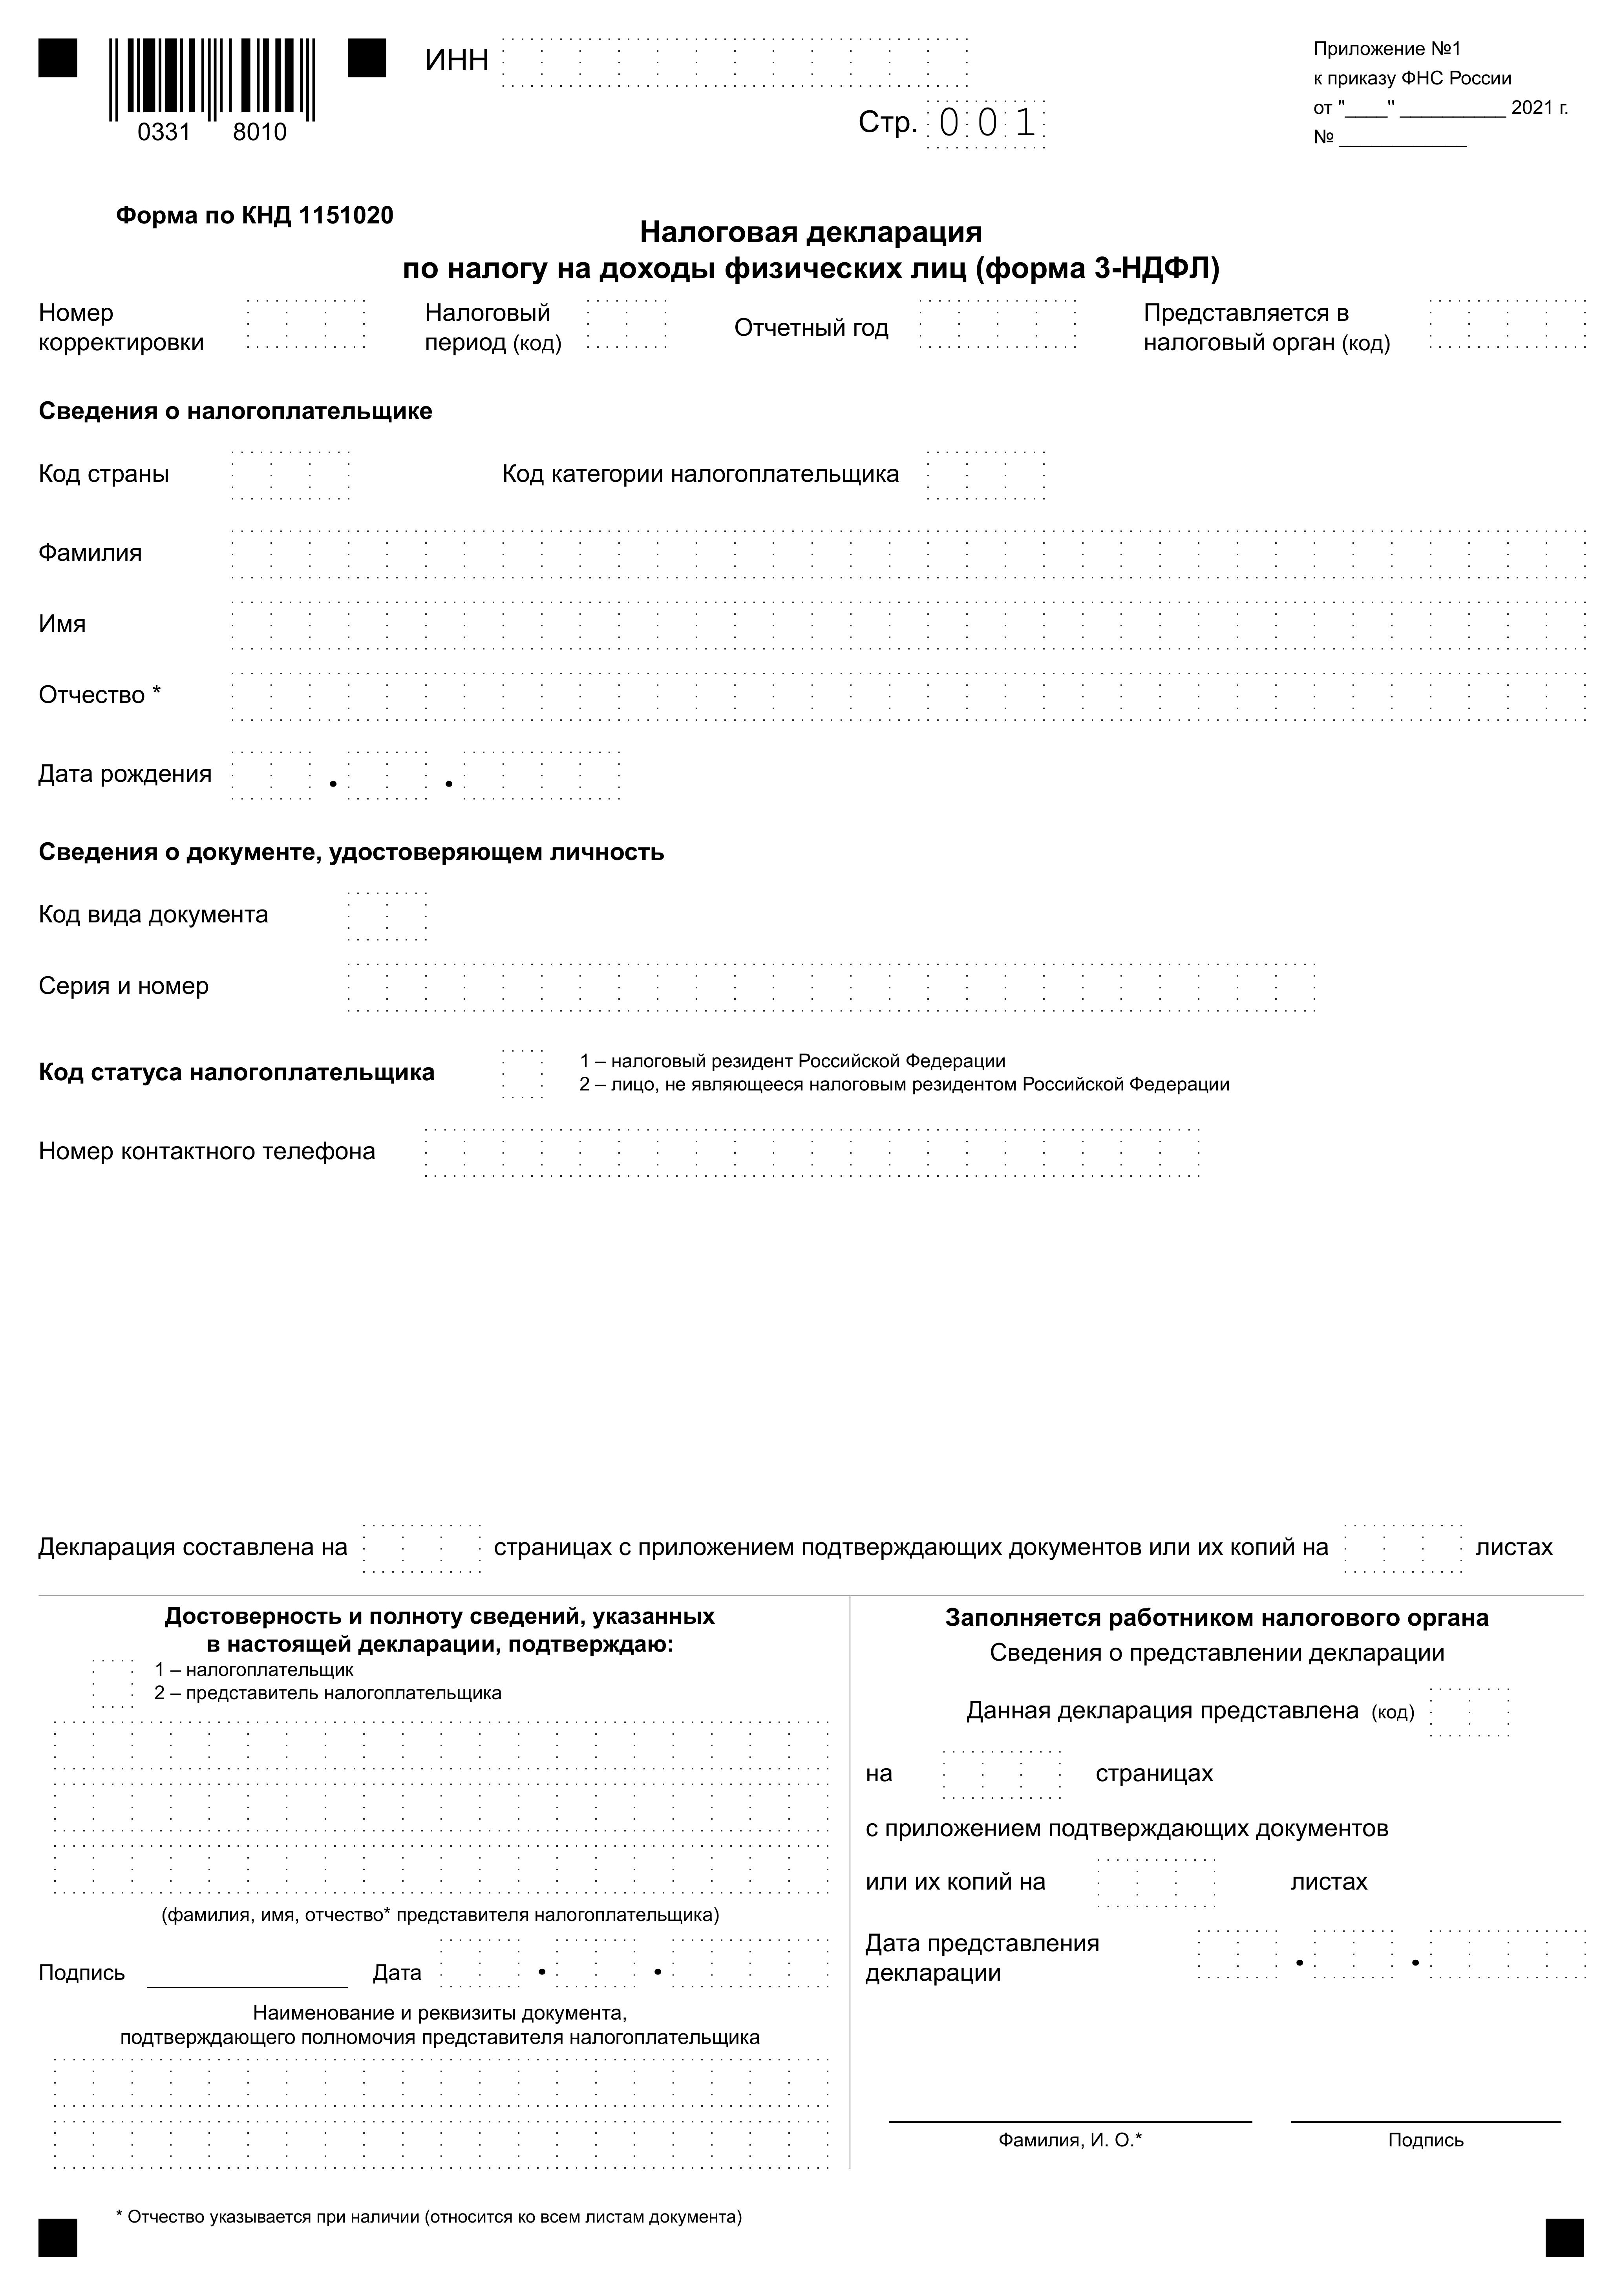 ИНН
Приложение №1
к приказу ФНС России
от "____" __________ 2021 г.
№ ____________
0331 8010
Стр. 001
Форма по КНД 1151020
Налоговая декларация
по налогу на доходы физических лиц (форма 3-НДФЛ)
Номер
корректировки
Налоговый
период (код)
Отчетный год
Представляется в
налоговый орган (код)
Сведения о налогоплательщике
Код страны
Код категории налогоплательщика
Фамилия
Имя
Отчество *
Дата рождения . .
Сведения о документе, удостоверяющем личность
Код вида документа
Серия и номер
Код статуса налогоплательщика
1 – налоговый резидент Российской Федерации
2 – лицо, не являющееся налоговым резидентом Российской Федерации
Номер контактного телефона
Декларация составлена на страницах с приложением подтверждающих документов или их копий на листах
Достоверность и полноту сведений, указанных
в настоящей декларации, подтверждаю:
1 – налогоплательщик
2 – представитель налогоплательщика
(фамилия, имя, отчество* представителя налогоплательщика)
Подпись Дата . .
Наименование и реквизиты документа,
подтверждающего полномочия представителя налогоплательщика
Заполняется работником налогового органа
Сведения о представлении декларации
Данная декларация представлена (код)
на страницах
с приложением подтверждающих документов
или их копий на листах
Дата представления
декларации . .
Фамилия, И. О.*
Подпись
* Отчество указывается при наличии (относится ко всем листам документа)